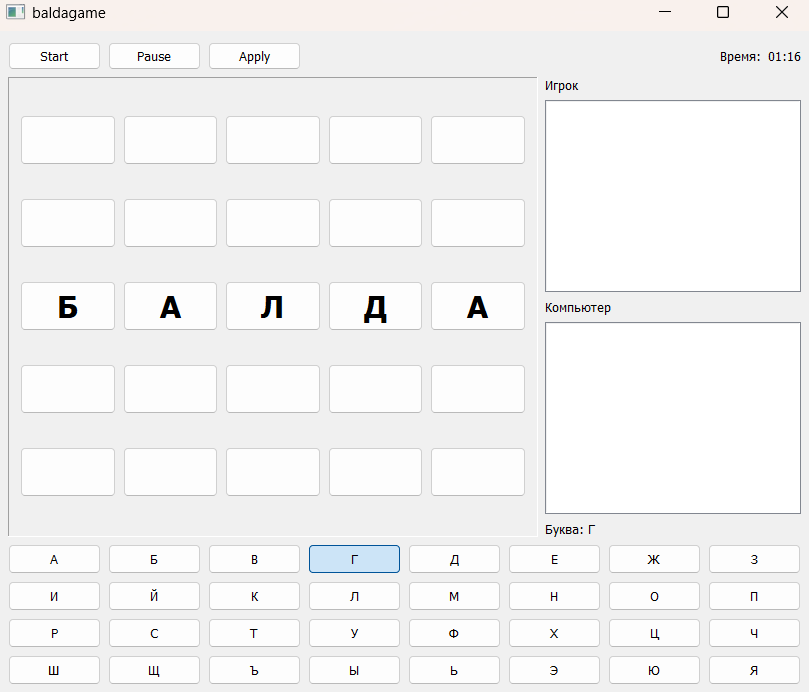 baldagame
Start Pause Apply Время: 01:16
Игрок
Б А Л Д А
Компьютер
Буква: Г
А Б В Г Д Е Ж З
И Й К Л М Н О П
Р С Т У Ф Х Ц Ч
Ш Щ Ъ Ы Ь Э Ю Я